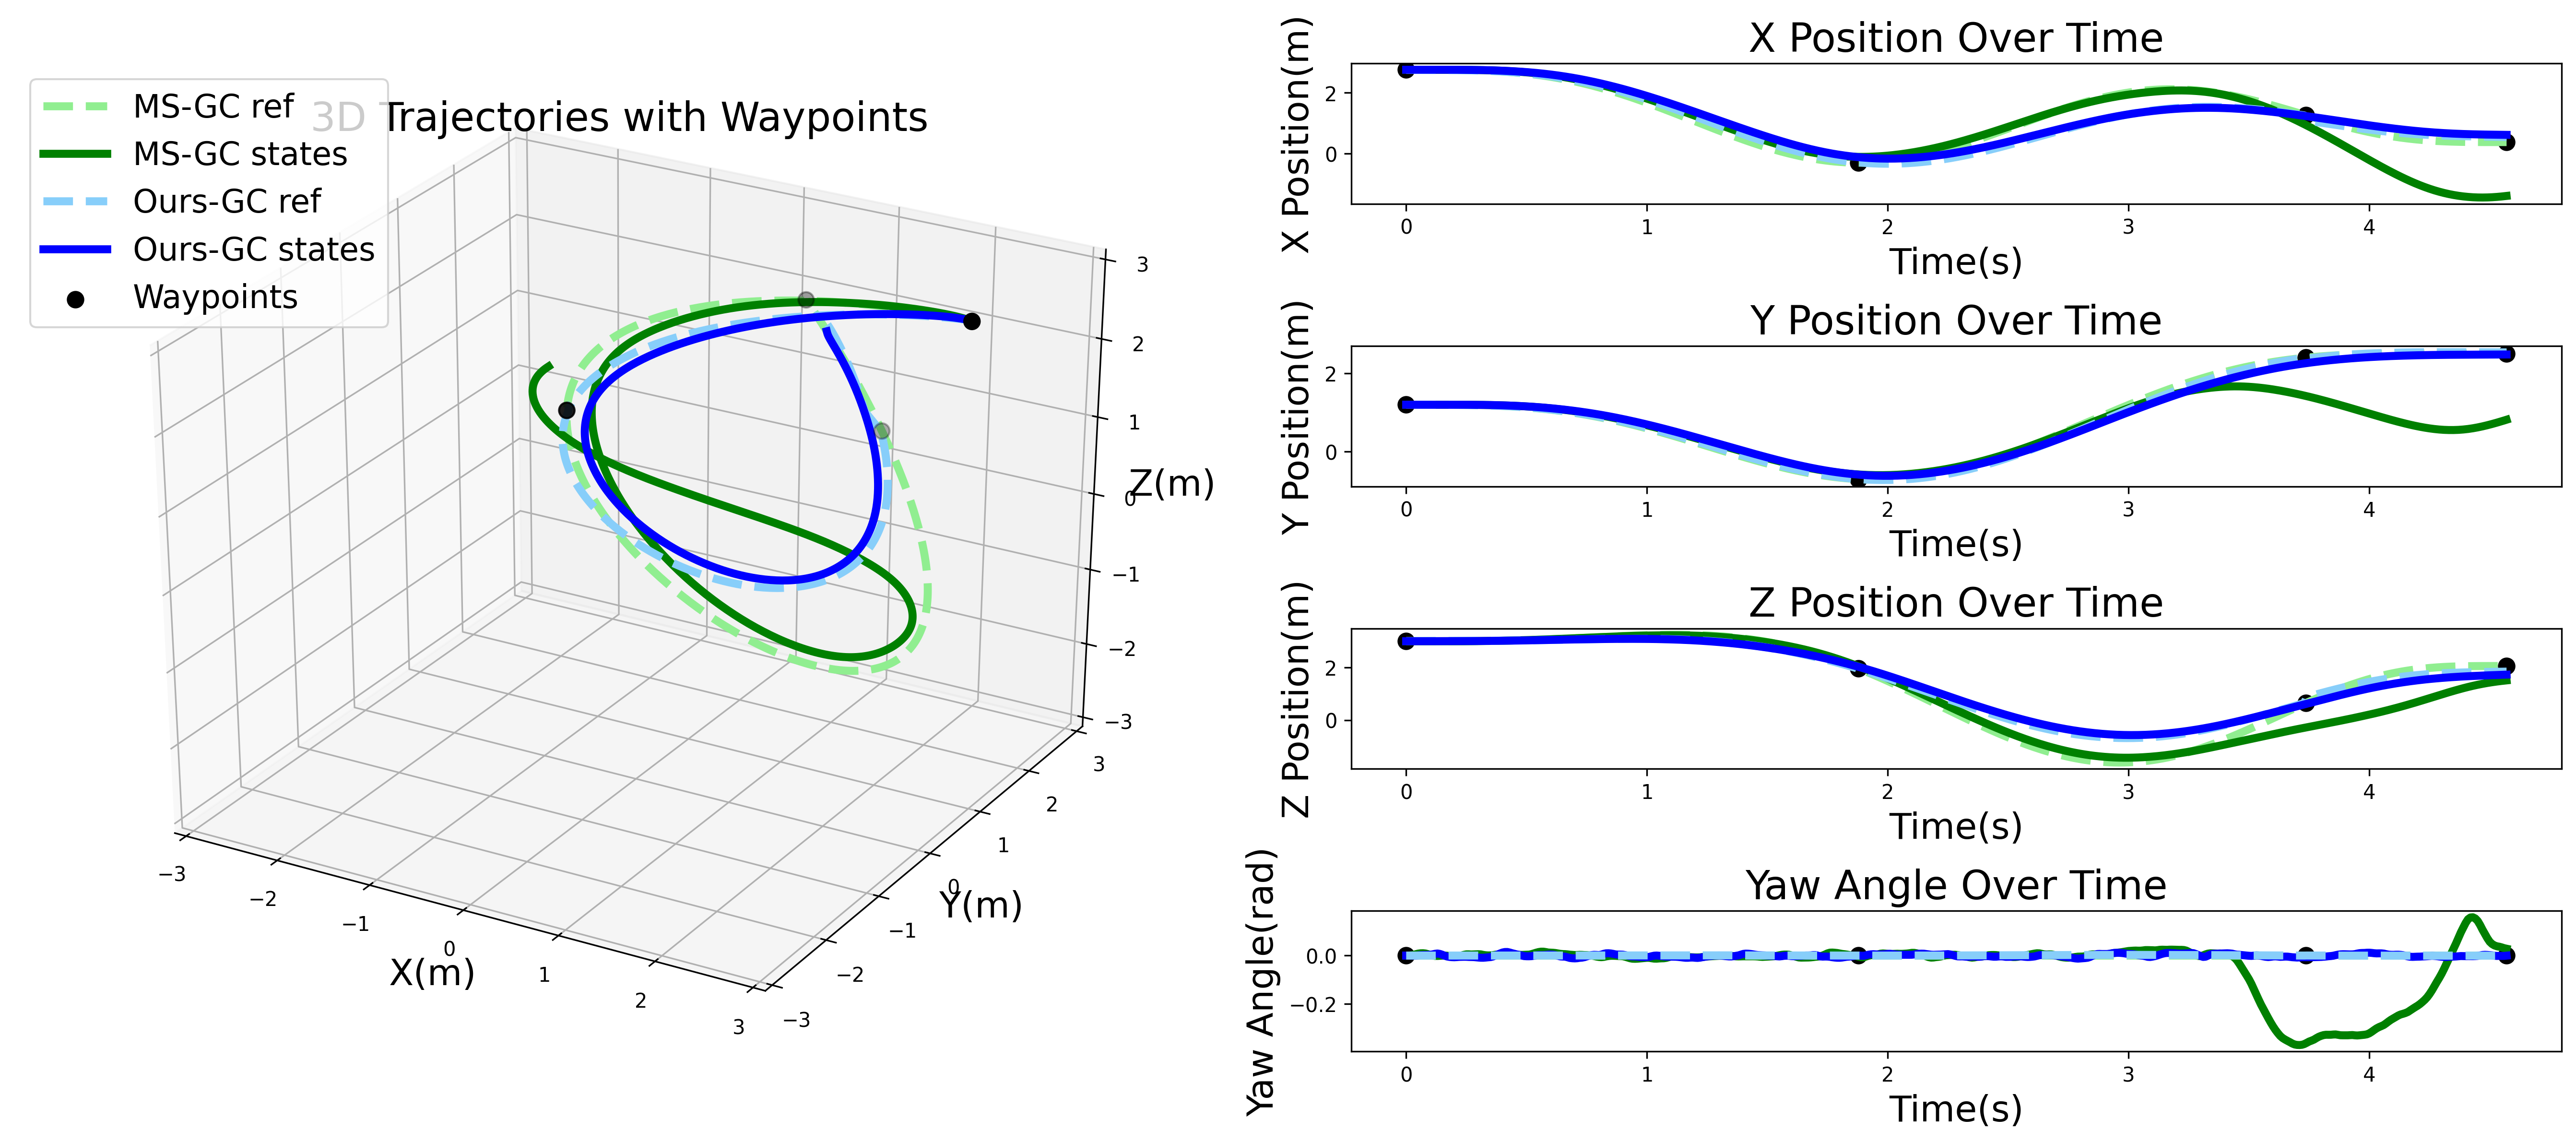 MS-GC ref
MS-GC states
Ours-GC ref
Ours-GC states
Waypoints
3D Trajectories with Waypoints
3
2
1
0
−1
−2
−3
Z(m)
3
2
1
0
−1
−2
−3
Y(m)
−3
−2
−1
0
1
2
3
X(m)
X Position Over Time
X Position(m)
2
0
0 1 2 3 4
Time(s)
Y Position Over Time
Y Position(m)
2
0
0 1 2 3 4
Time(s)
Z Position Over Time
Z Position(m)
2
0
0 1 2 3 4
Time(s)
Yaw Angle Over Time
Yaw Angle(rad)
0.0
−0.2
0 1 2 3 4
Time(s)